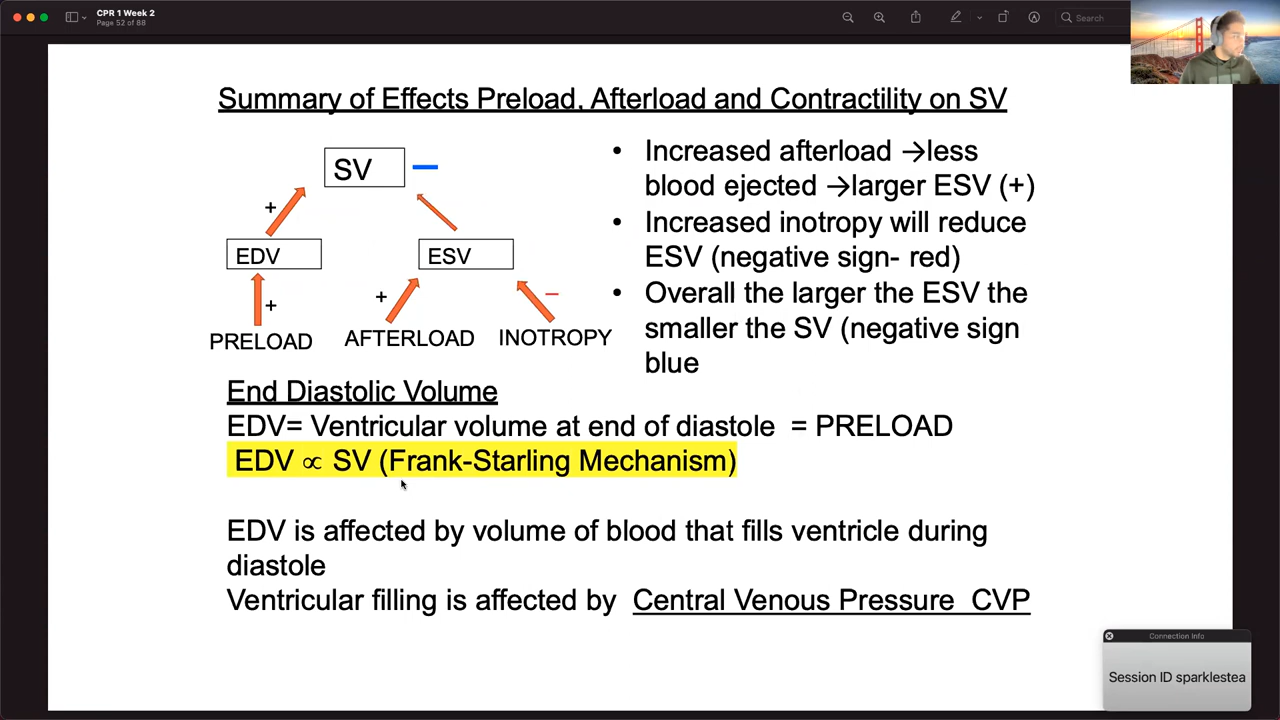 CPR 1 Week 2
Page 52 of 88
Search
Summary of Effects Preload, Afterload and Contractility on SV
SV
+
EDV
ESV
+
+
PRELOAD
AFTERLOAD
INOTROPY
• Increased afterload →less
blood ejected →larger ESV (+)
• Increased inotropy will reduce
ESV (negative sign- red)
• Overall the larger the ESV the
smaller the SV (negative sign
blue
End Diastolic Volume
EDV= Ventricular volume at end of diastole = PRELOAD
EDV ∝ SV (Frank-Starling Mechanism)
EDV is affected by volume of blood that fills ventricle during
diastole
Ventricular filling is affected by Central Venous Pressure CVP
Connection Info
Session ID sparklestea